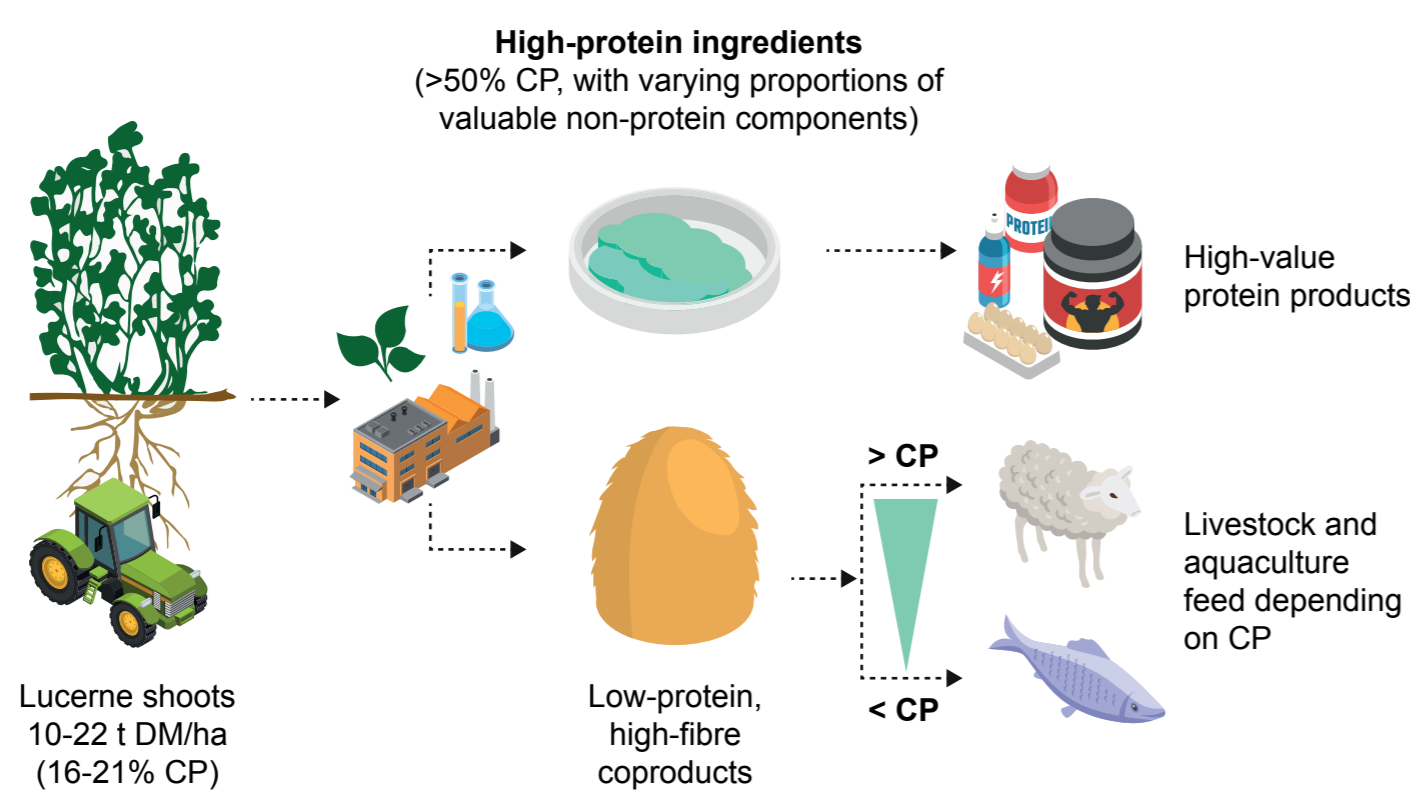 High-protein ingredients
(>50% CP, with varying proportions of
valuable non-protein components)
PROTEI
High-value
protein products
> CP
Livestock and
aquaculture
feed depending
on CP
< CP
Lucerne shoots
10-22 t DM/ha
(16-21% CP)
Low-protein,
high-fibre
coproducts